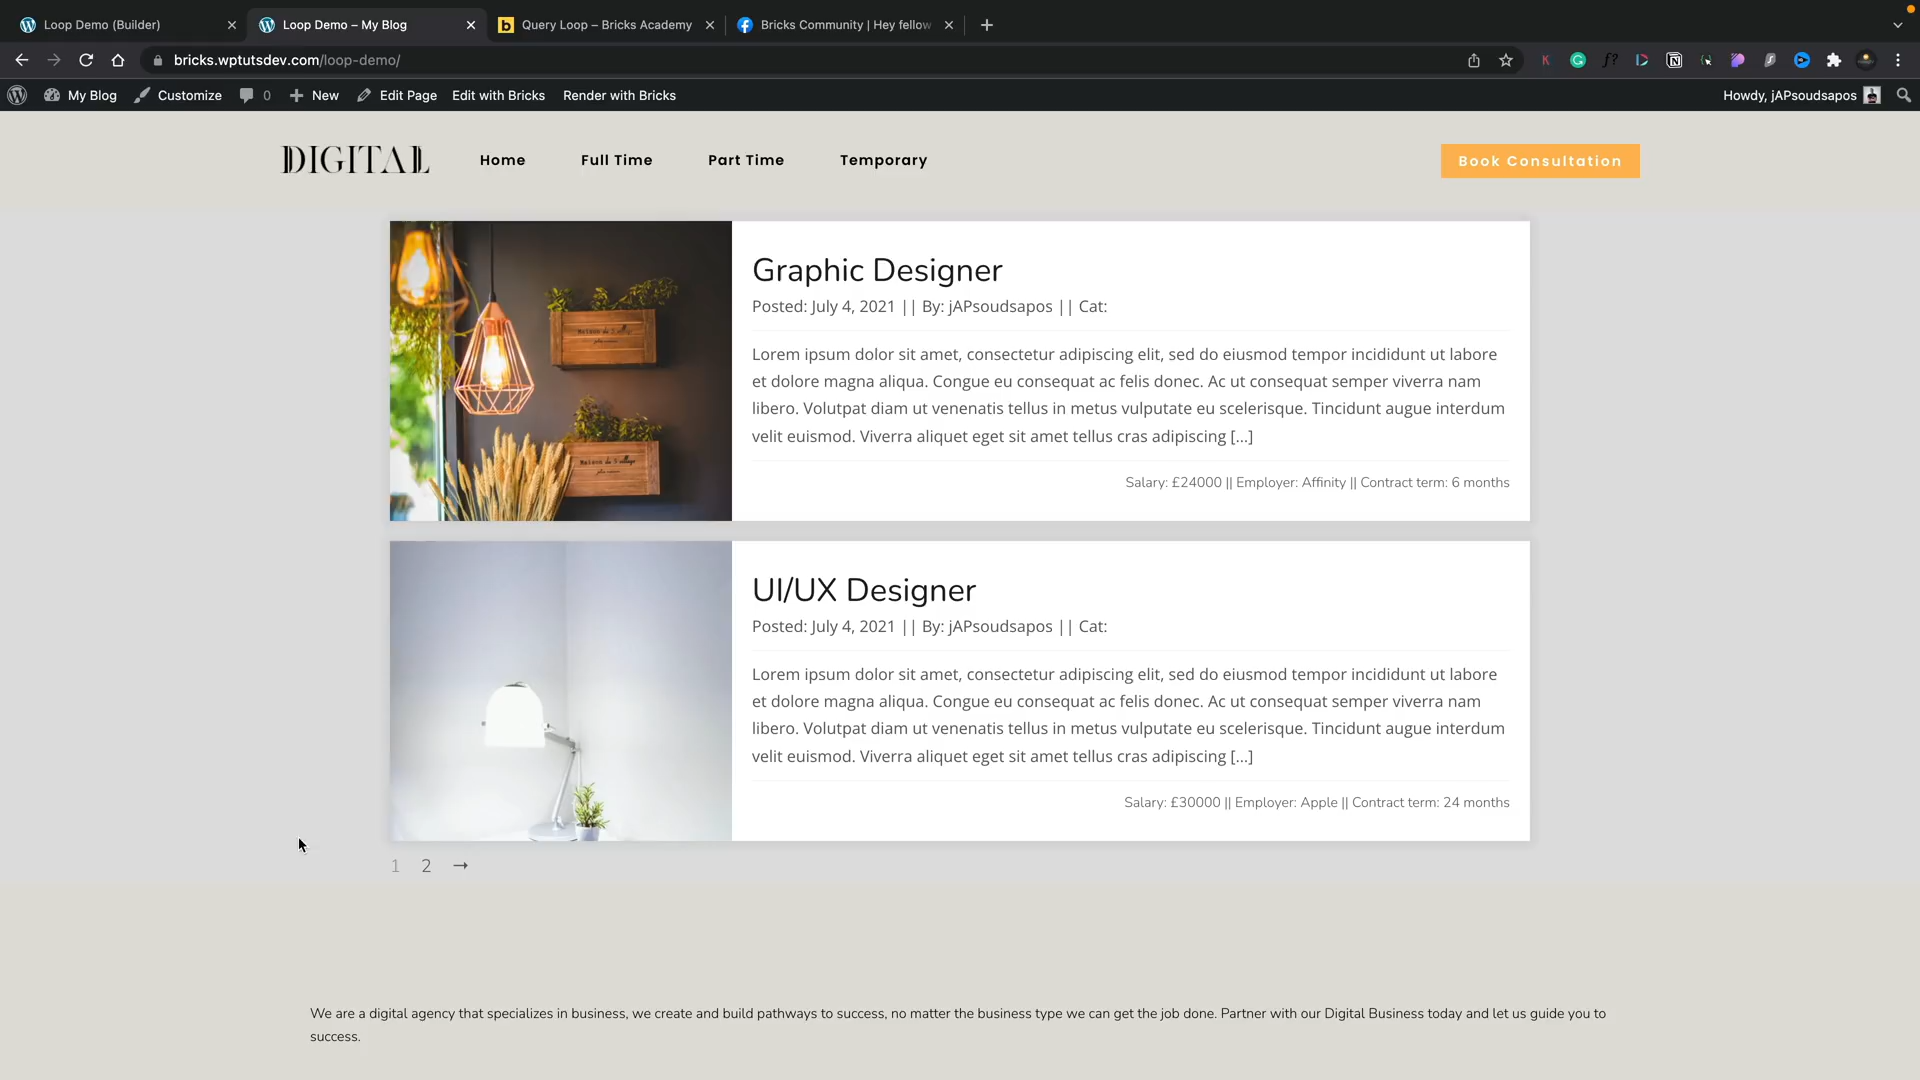 Loop Demo (Builder)
Loop Demo – My Blog
Query Loop – Bricks Academy
Bricks Community | Hey fellow
bricks.wptutsdev.com/loop-demo/
My Blog
Customize
0
New
Edit Page
Edit with Bricks
Render with Bricks
Howdy, jAPsoudsapos
DIGITAL
Home
Full Time
Part Time
Temporary
Book Consultation
Graphic Designer
Posted: July 4, 2021 || By: jAPsoudsapos || Cat:
Lorem ipsum dolor sit amet, consectetur adipiscing elit, sed do eiusmod tempor incididunt ut labore
et dolore magna aliqua. Congue eu consequat ac felis donec. Ac ut consequat semper viverra nam
libero. Volutpat diam ut venenatis tellus in metus vulputate eu scelerisque. Tincidunt augue interdum
velit euismod. Viverra aliquet eget sit amet tellus cras adipiscing [...]
Salary: £24000 || Employer: Affinity || Contract term: 6 months
UI/UX Designer
Posted: July 4, 2021 || By: jAPsoudsapos || Cat:
Lorem ipsum dolor sit amet, consectetur adipiscing elit, sed do eiusmod tempor incididunt ut labore
et dolore magna aliqua. Congue eu consequat ac felis donec. Ac ut consequat semper viverra nam
libero. Volutpat diam ut venenatis tellus in metus vulputate eu scelerisque. Tincidunt augue interdum
velit euismod. Viverra aliquet eget sit amet tellus cras adipiscing [...]
Salary: £30000 || Employer: Apple || Contract term: 24 months
1 2 →
We are a digital agency that specializes in business, we create and build pathways to success, no matter the business type we can get the job done. Partner with our Digital Business today and let us guide you to
success.